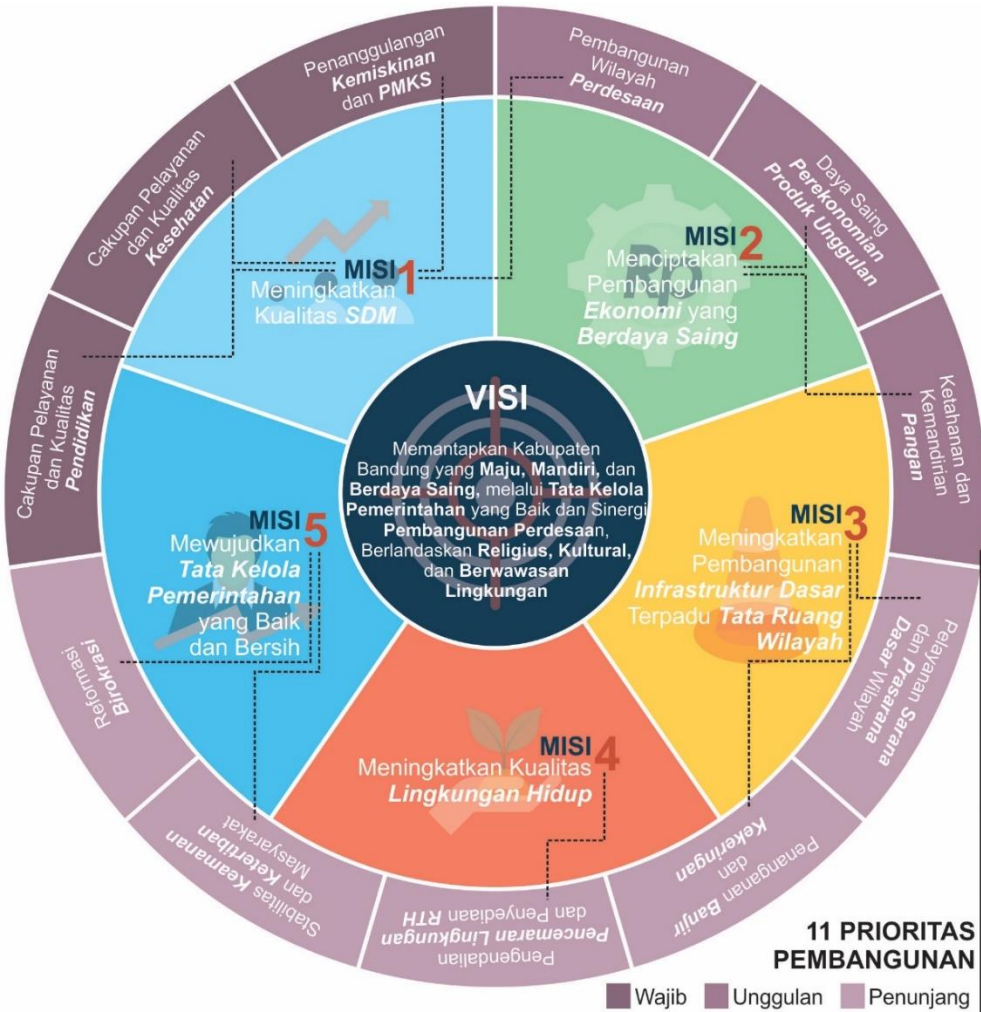 Penanggulangan
Kemiskinan
dan PMKS
Pembangunan
Wilayah
Perdesaan
Daya Saing
Perekonomian
Produk Unggulan
Ketahanan dan
Kemandirian
Pangan
Pelayanan Sarana
dan Prasarana
Dasar Wilayah
Penanganan Banjir
dan
Kekeringan
Pengendalian
Pencemaran Lingkungan
dan Penyediaan RTH
Stabilitas Keamanan
dan Ketertiban
Masyarakat
Reformasi
Birokrasi
Cakupan Pelayanan
dan Kualitas
Pendidikan
Cakupan Pelayanan
dan Kualitas
Kesehatan
MISI 1
Meningkatkan
Kualitas SDM
MISI 2
Menciptakan
Pembangunan
Ekonomi yang
Berdaya Saing
Rp
MISI 3
Meningkatkan
Pembangunan
Infrastruktur Dasar
Terpadu Tata Ruang
Wilayah
MISI 4
Meningkatkan Kualitas
Lingkungan Hidup
MISI 5
Mewujudkan
Tata Kelola
Pemerintahan
yang Baik
dan Bersih
VISI
Memantapkan Kabupaten
Bandung yang Maju, Mandiri, dan
Berdaya Saing, melalui Tata Kelola
Pemerintahan yang Baik dan Sinergi
Pembangunan Perdesaan,
Berlandaskan Religius, Kultural,
dan Berwawasan
Lingkungan
11 PRIORITAS
PEMBANGUNAN
Wajib Unggulan Penunjang